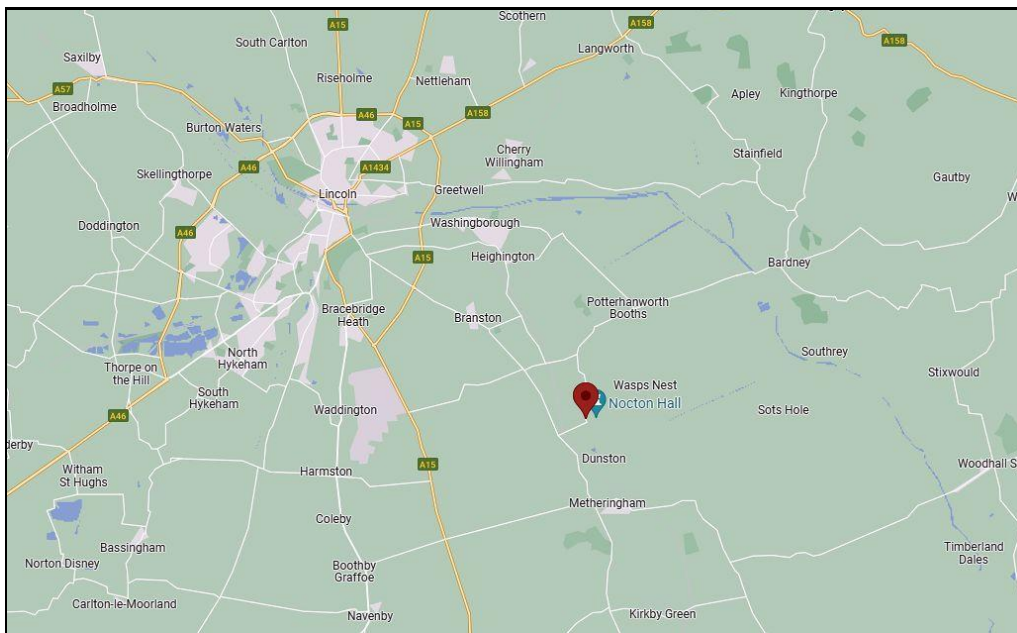 Scothern
A15
A158
South Carlton
Langworth
A158
Saxilby
Riseholme
Nettleham
A57
Apley
Kingthorpe
Broadholme
A46
A158
A15
Burton Waters
Cherry
Willingham
Stainfield
A46
A1434
Skellingthorpe
Gautby
Lincoln
Greetwell
W
Doddington
Washingborough
A46
Heighington
A15
Bardney
Potterhanworth
Booths
Bracebridge
Heath
Branston
North
Hykeham
Southrey
Thorpe on
the Hill
Stixwould
Wasps Nest
South
Hykeham
Nocton Hall
Waddington
Sots Hole
A46
derby
Dunston
A15
Woodhall S
Witham
St Hughs
Harmston
Metheringham
Coleby
Bassingham
Timberland
Dales
Norton Disney
Boothby
Graffoe
Carlton-le-Moorland
Navenby
Kirkby Green